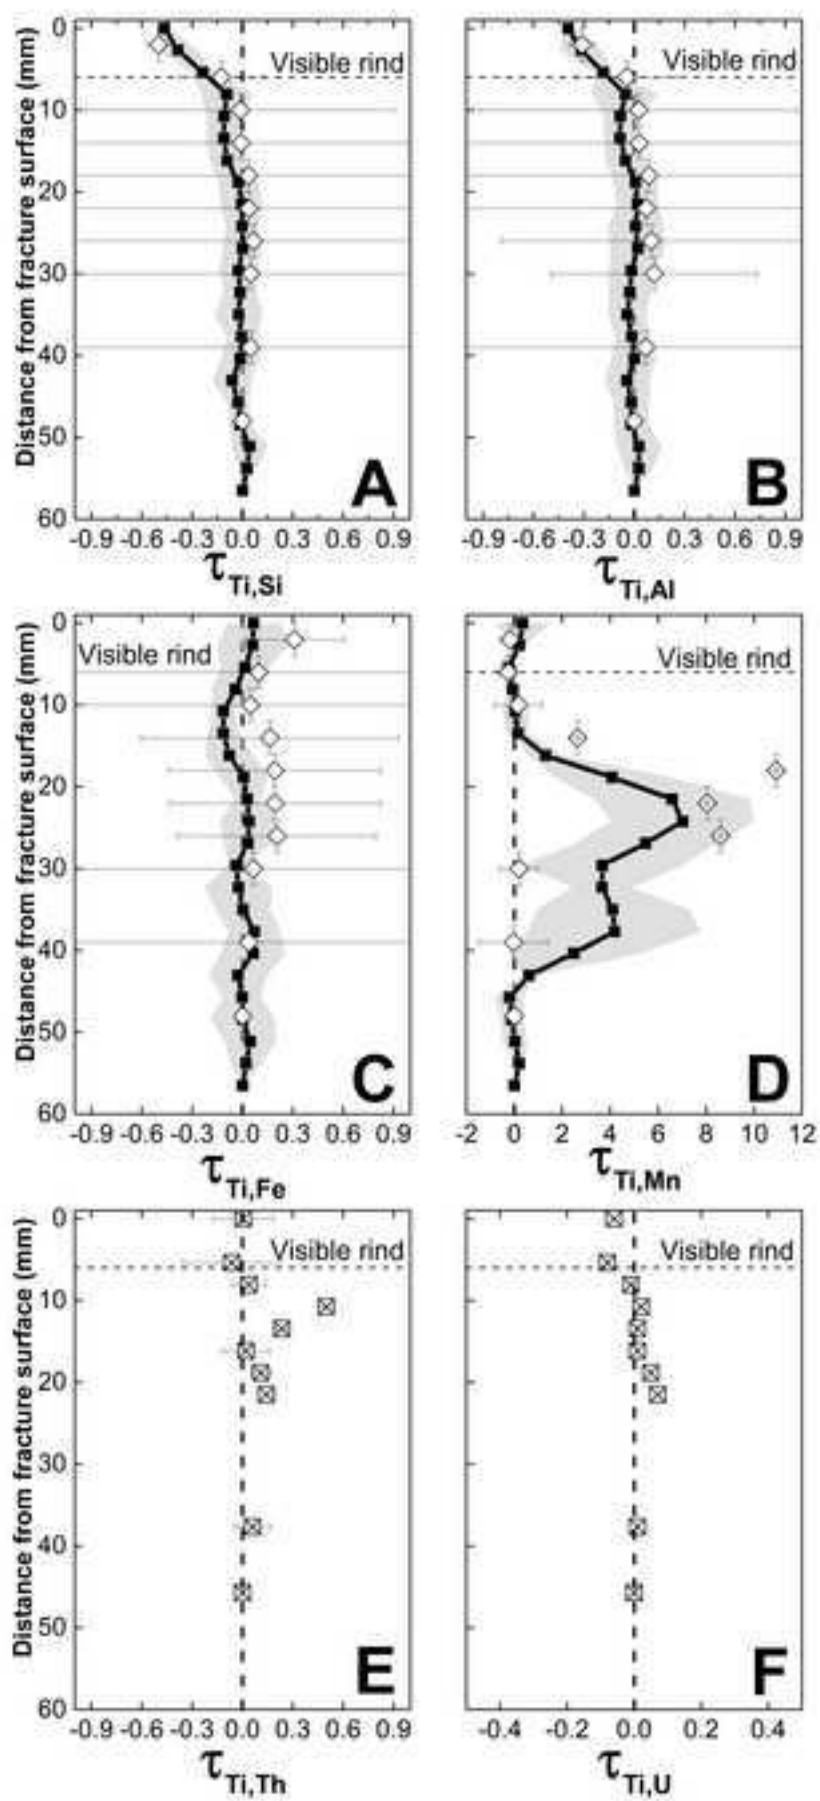 0
10
20
30
40
50
60
Distance from fracture surface (mm)
Visible rind
A
-0.9 -0.6 -0.3 0.0 0.3 0.6 0.9
τTi,Si
Visible rind
B
-0.9 -0.6 -0.3 0.0 0.3 0.6 0.9
τTi,Al
0
10
20
30
40
50
60
Distance from fracture surface (mm)
Visible rind
C
-0.9 -0.6 -0.3 0.0 0.3 0.6 0.9
τTi,Fe
Visible rind
D
-2 0 2 4 6 8 10 12
τTi,Mn
0
10
20
30
40
50
60
Distance from fracture surface (mm)
Visible rind
E
-0.9 -0.6 -0.3 0.0 0.3 0.6 0.9
τTi,Th
Visible rind
F
-0.4 -0.2 0.0 0.2 0.4
τTi,U